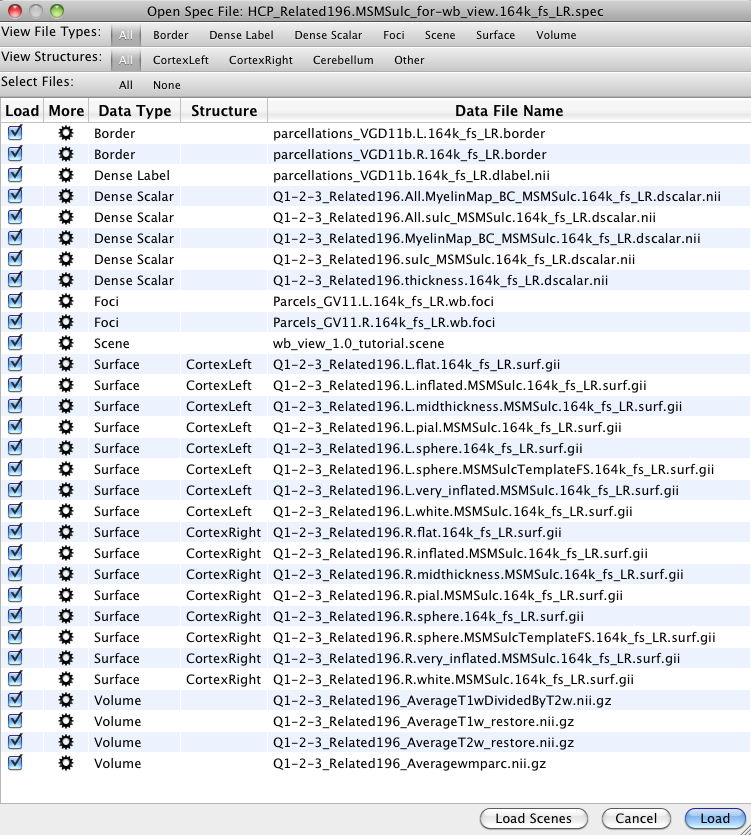 Open Spec File: HCP_Related196.MSMSulc_for-wb_view.164k_fs_LR.spec
View File Types: All Border Dense Label Dense Scalar Foci Scene Surface Volume
View Structures: All CortexLeft CortexRight Cerebellum Other
Select Files: All None
Load More Data Type Structure Data File Name
Border parcellations_VGD11b.L.164k_fs_LR.border
Border parcellations_VGD11b.R.164k_fs_LR.border
Dense Label parcellations_VGD11b.164k_fs_LR.dlabel.nii
Dense Scalar Q1-2-3_Related196.All.MyelinMap_BC_MSMSulc.164k_fs_LR.dscalar.nii
Dense Scalar Q1-2-3_Related196.All.sulc_MSMSulc.164k_fs_LR.dscalar.nii
Dense Scalar Q1-2-3_Related196.MyelinMap_BC_MSMSulc.164k_fs_LR.dscalar.nii
Dense Scalar Q1-2-3_Related196.sulc_MSMSulc.164k_fs_LR.dscalar.nii
Dense Scalar Q1-2-3_Related196.thickness.164k_fs_LR.dscalar.nii
Foci Parcels_GV11.L.164k_fs_LR.wb.foci
Foci Parcels_GV11.R.164k_fs_LR.wb.foci
Scene wb_view_1.0_tutorial.scene
Surface CortexLeft Q1-2-3_Related196.L.flat.164k_fs_LR.surf.gii
Surface CortexLeft Q1-2-3_Related196.L.inflated.MSMSulc.164k_fs_LR.surf.gii
Surface CortexLeft Q1-2-3_Related196.L.midthickness.MSMSulc.164k_fs_LR.surf.gii
Surface CortexLeft Q1-2-3_Related196.L.pial.MSMSulc.164k_fs_LR.surf.gii
Surface CortexLeft Q1-2-3_Related196.L.sphere.164k_fs_LR.surf.gii
Surface CortexLeft Q1-2-3_Related196.L.sphere.MSMSulcTemplateFS.164k_fs_LR.surf.gii
Surface CortexLeft Q1-2-3_Related196.L.very_inflated.MSMSulc.164k_fs_LR.surf.gii
Surface CortexLeft Q1-2-3_Related196.L.white.MSMSulc.164k_fs_LR.surf.gii
Surface CortexRight Q1-2-3_Related196.R.flat.164k_fs_LR.surf.gii
Surface CortexRight Q1-2-3_Related196.R.inflated.MSMSulc.164k_fs_LR.surf.gii
Surface CortexRight Q1-2-3_Related196.R.midthickness.MSMSulc.164k_fs_LR.surf.gii
Surface CortexRight Q1-2-3_Related196.R.pial.MSMSulc.164k_fs_LR.surf.gii
Surface CortexRight Q1-2-3_Related196.R.sphere.164k_fs_LR.surf.gii
Surface CortexRight Q1-2-3_Related196.R.sphere.MSMSulcTemplateFS.164k_fs_LR.surf.gii
Surface CortexRight Q1-2-3_Related196.R.very_inflated.MSMSulc.164k_fs_LR.surf.gii
Surface CortexRight Q1-2-3_Related196.R.white.MSMSulc.164k_fs_LR.surf.gii
Volume Q1-2-3_Related196_AverageT1wDividedByT2w.nii.gz
Volume Q1-2-3_Related196_AverageT1w_restore.nii.gz
Volume Q1-2-3_Related196_AverageT2w_restore.nii.gz
Volume Q1-2-3_Related196_Averagewmparc.nii.gz
Load Scenes Cancel Load